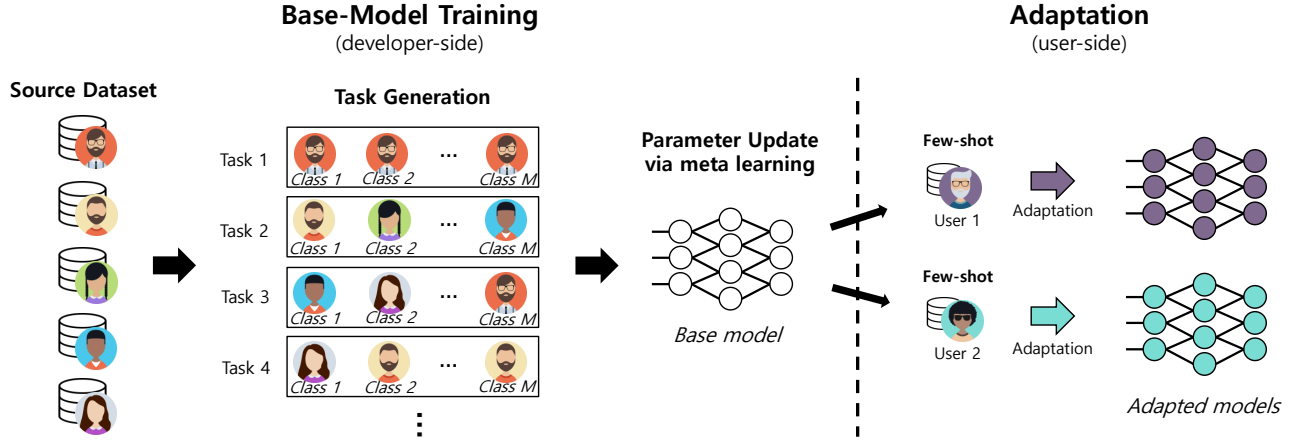 Base-Model Training
(developer-side)
Adaptation
(user-side)
Source Dataset
Task Generation
Task 1
Class 1 Class 2 ... Class M
Task 2
Class 1 Class 2 ... Class M
Task 3
Class 1 Class 2 ... Class M
Task 4
Class 1 Class 2 ... Class M
Parameter Update
via meta learning
Base model
Few-shot
User 1
Adaptation
Few-shot
User 2
Adaptation
Adapted models